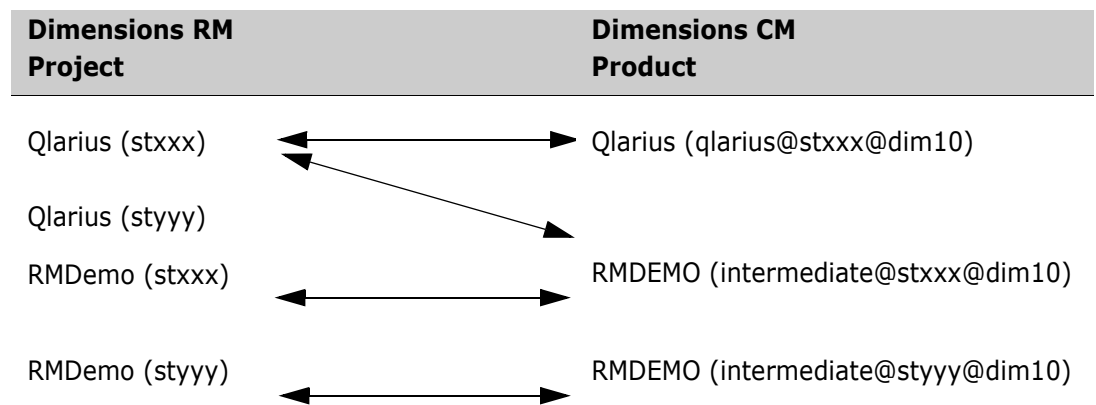 Dimensions RM
Project
Dimensions CM
Product
Qlarius (stxxx)
Qlarius (qlarius@stxxx@dim10)
Qlarius (styyy)
RMDemo (stxxx)
RMDEMO (intermediate@stxxx@dim10)
RMDemo (styyy)
RMDEMO (intermediate@styyy@dim10)